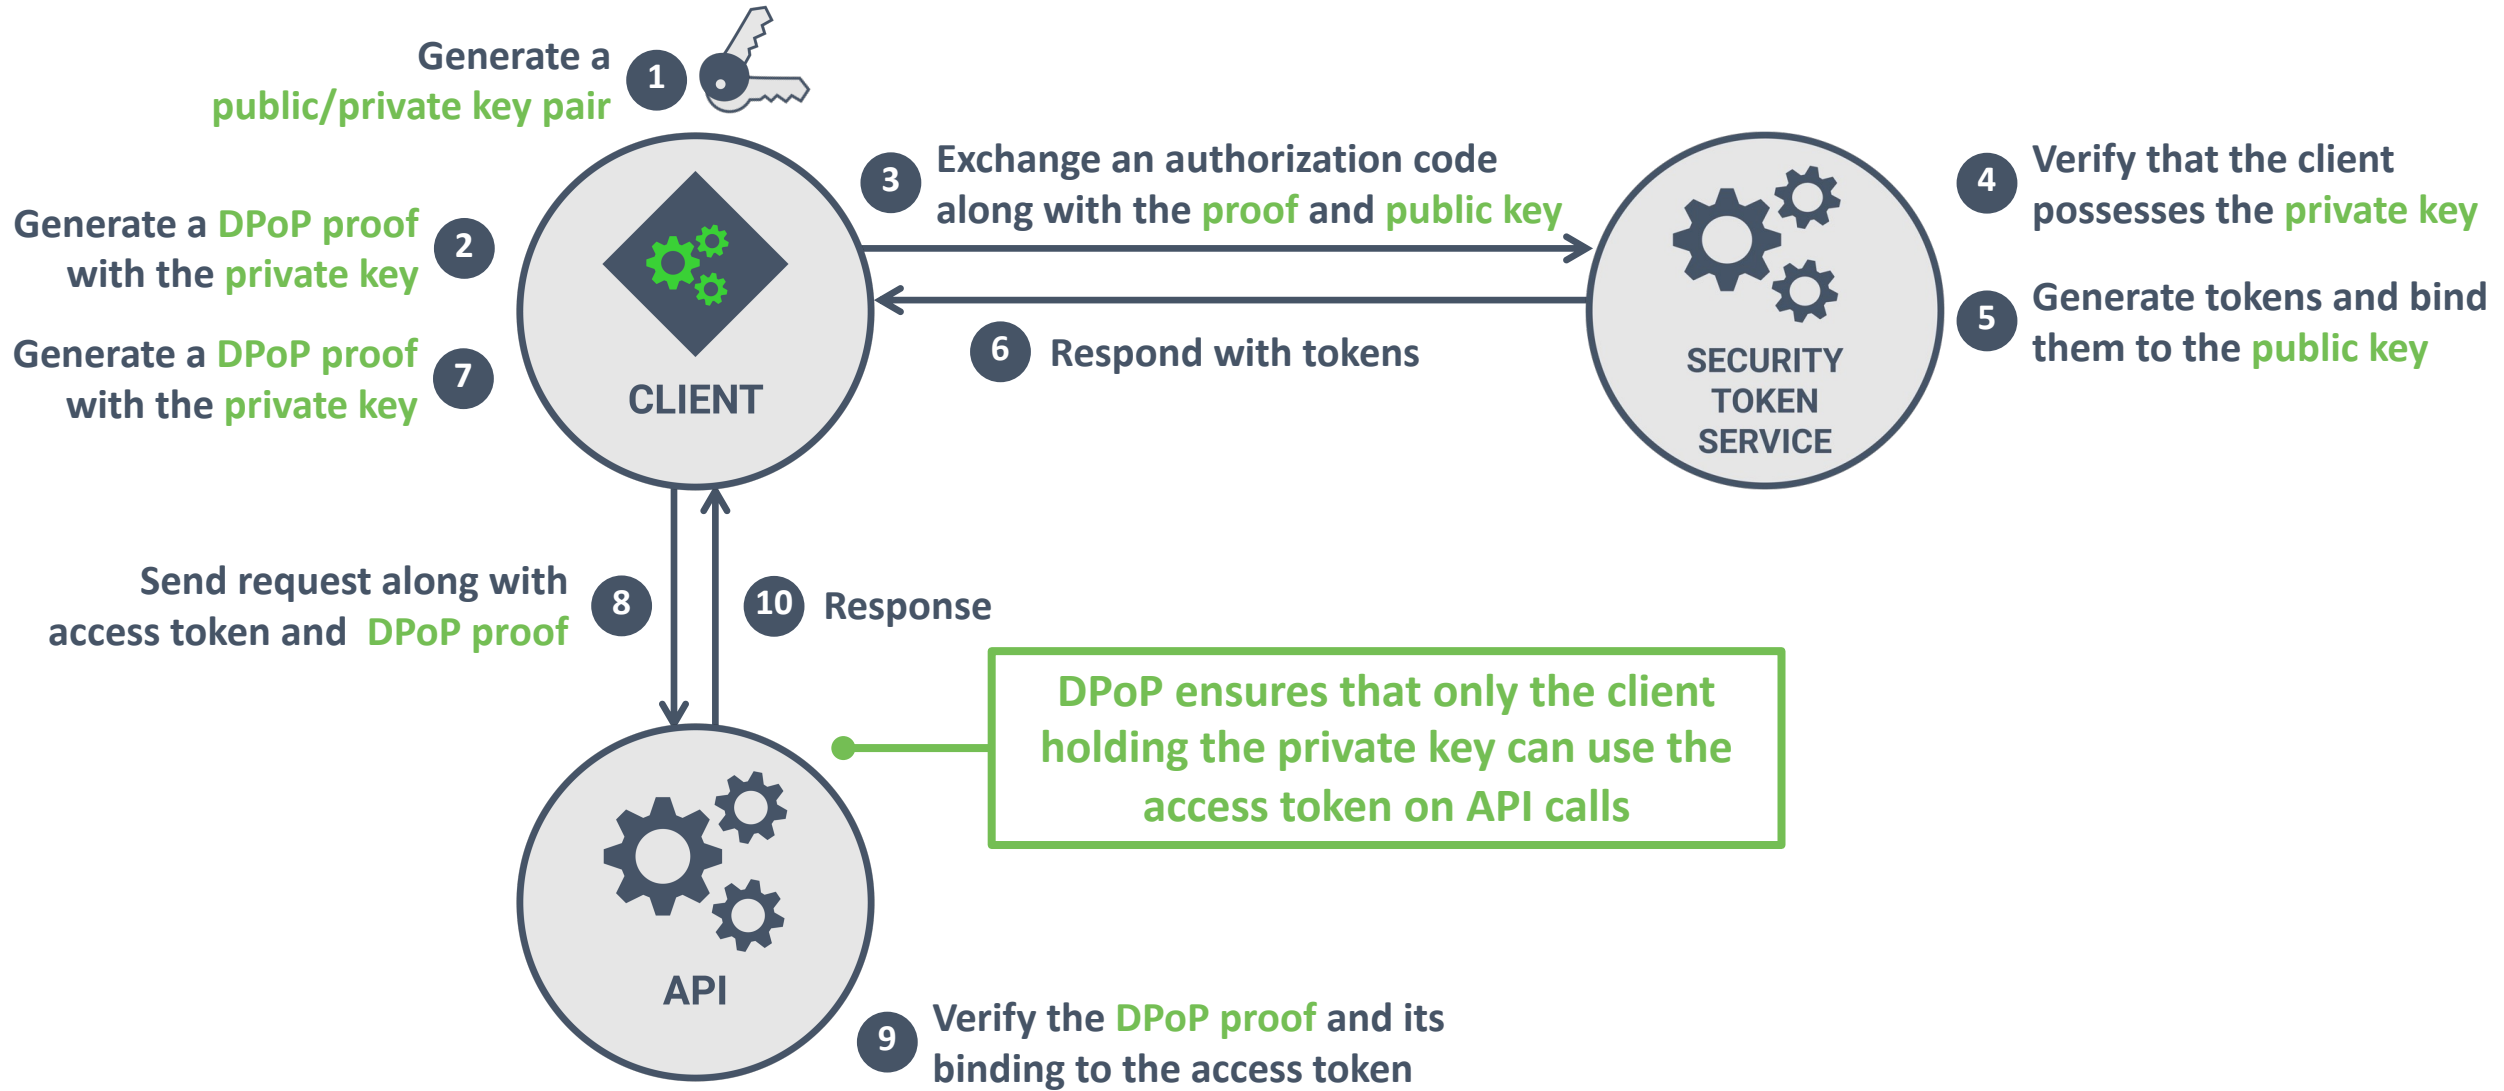 1
Generate a
public/private key pair
2
Generate a DPoP proof
with the private key
3
Exchange an authorization code
along with the proof and public key
4
Verify that the client
possesses the private key
5
Generate tokens and bind
them to the public key
6
Respond with tokens
7
Generate a DPoP proof
with the private key
CLIENT
SECURITY
TOKEN
SERVICE
8
Send request along with
access token and DPoP proof
10
Response
DPoP ensures that only the client
holding the private key can use the
access token on API calls
API
9
Verify the DPoP proof and its
binding to the access token